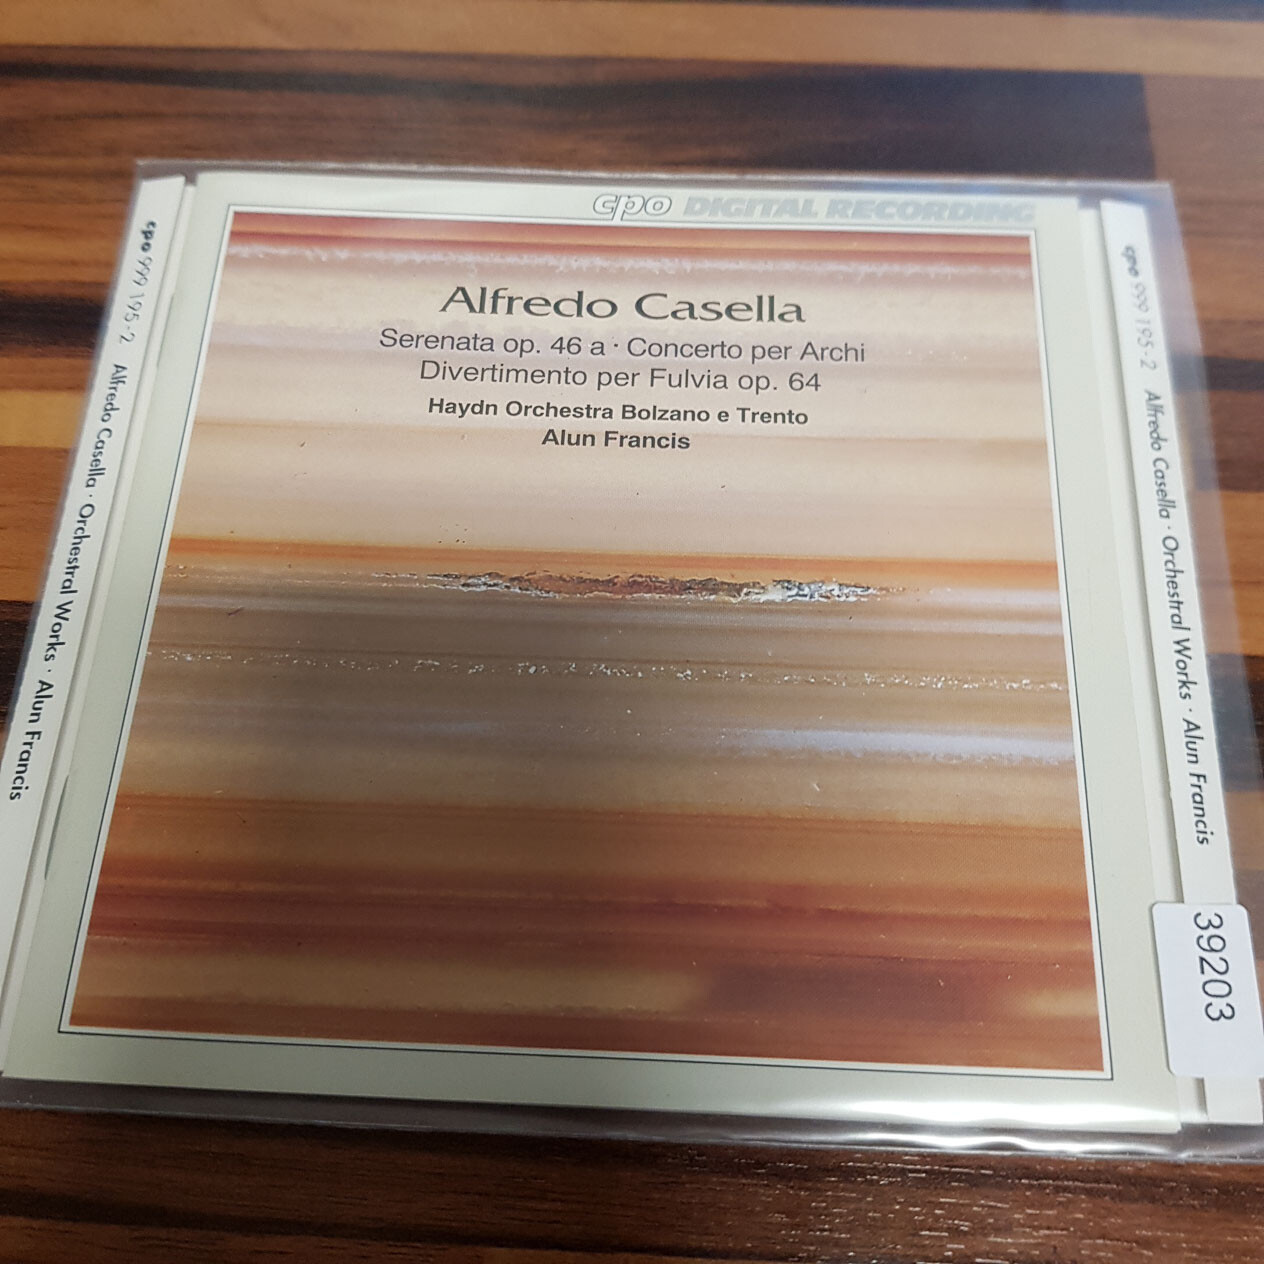 cpo DIGITAL RECORDING
Alfredo Casella
Serenata op. 46 a · Concerto per Archi
Divertimento per Fulvia op. 64
Haydn Orchestra Bolzano e Trento
Alun Francis
cpo 999 195-2 Alfredo Casella · Orchestral Works · Alun Francis
cpo 999 195-2 Alfredo Casella · Orchestral Works · Alun Francis
39203